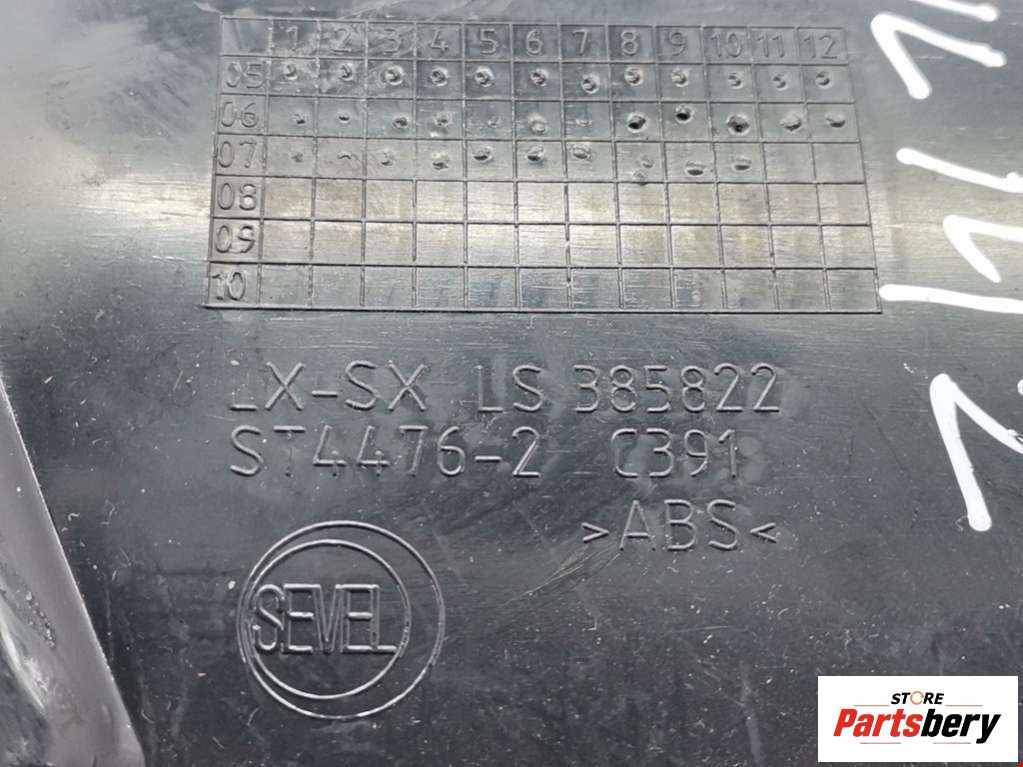 1 2 3 4 5 6 7 8 9 10 11 12
05
06
07
08
09
10
LX-SX LS 385822
ST4476-2 C391
>ABS<
SEVEL
STORE
Partsbery